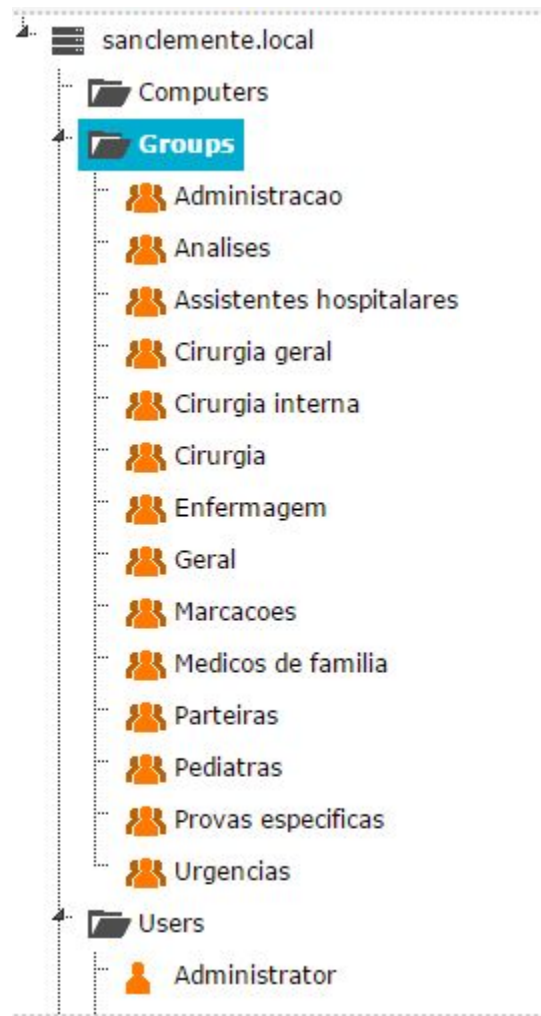 sanclemente.local
Computers
Groups
Administracao
Analises
Assistentes hospitalares
Cirurgia geral
Cirurgia interna
Cirurgia
Enfermagem
Geral
Marcacoes
Medicos de familia
Parteiras
Pediatras
Provas especificas
Urgencias
Users
Administrator